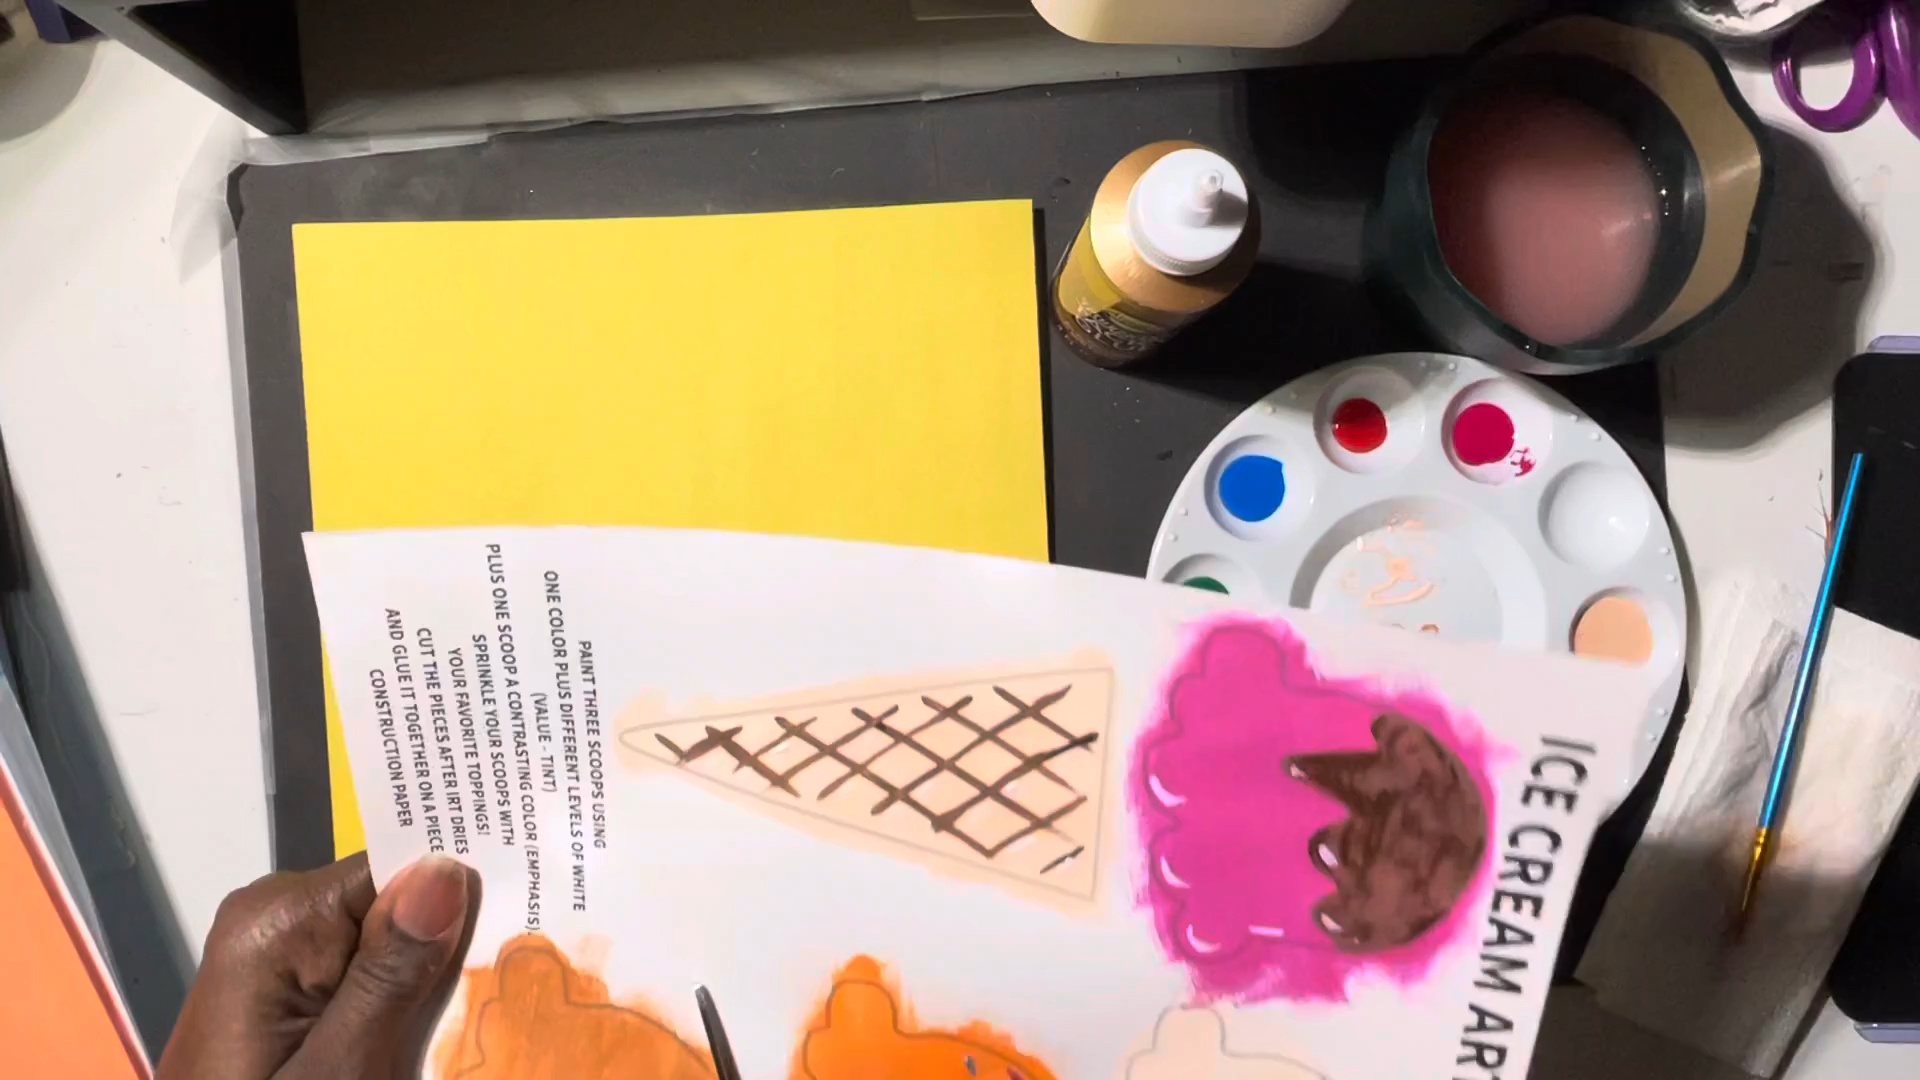 ICE CREAM ART
PAINT THREE SCOOPS USING
ONE COLOR PLUS DIFFERENT LEVELS OF WHITE
(VALUE - TINT)
PLUS ONE SCOOP A CONTRASTING COLOR (EMPHASIS).
SPRINKLE YOUR SCOOPS WITH
YOUR FAVORITE TOPPINGS!
CUT THE PIECES AFTER IRT DRIES
AND GLUE IT TOGETHER ON A PIECE
CONSTRUCTION PAPER